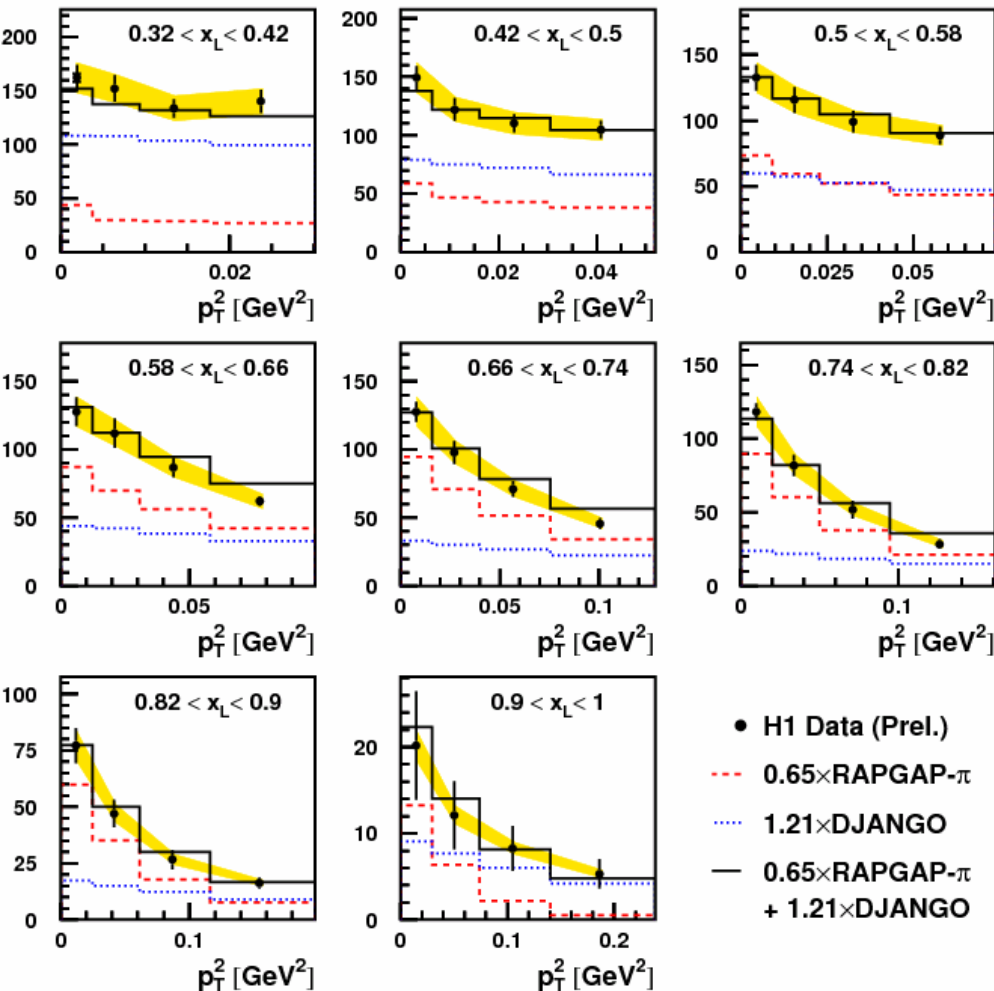 0.32 < x_L < 0.42
200
150
100
50
0
0 0.02
p_T^2 [GeV^2]
0.42 < x_L < 0.5
200
150
100
50
0
0 0.02 0.04
p_T^2 [GeV^2]
0.5 < x_L < 0.58
150
100
50
0
0 0.025 0.05
p_T^2 [GeV^2]
0.58 < x_L < 0.66
150
100
50
0
0 0.05
p_T^2 [GeV^2]
0.66 < x_L < 0.74
150
100
50
0
0 0.05 0.1
p_T^2 [GeV^2]
0.74 < x_L < 0.82
150
100
50
0
0 0.1
p_T^2 [GeV^2]
0.82 < x_L < 0.9
100
75
50
25
0
0 0.1
p_T^2 [GeV^2]
0.9 < x_L < 1
20
10
0
0 0.1 0.2
p_T^2 [GeV^2]
H1 Data (Prel.)
0.65×RAPGAP-π
1.21×DJANGO
0.65×RAPGAP-π
+ 1.21×DJANGO